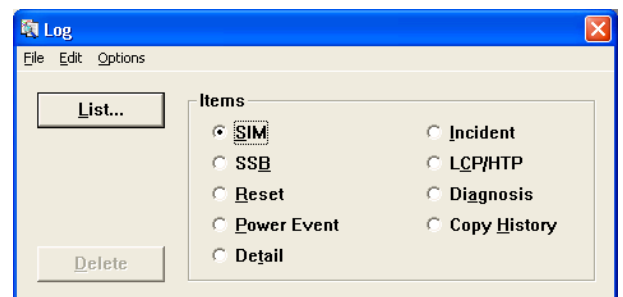 Log
File Edit Options
List...
Items
SIM
Incident
SSB
LCP/HTP
Reset
Diagnosis
Power Event
Copy History
Detail
Delete